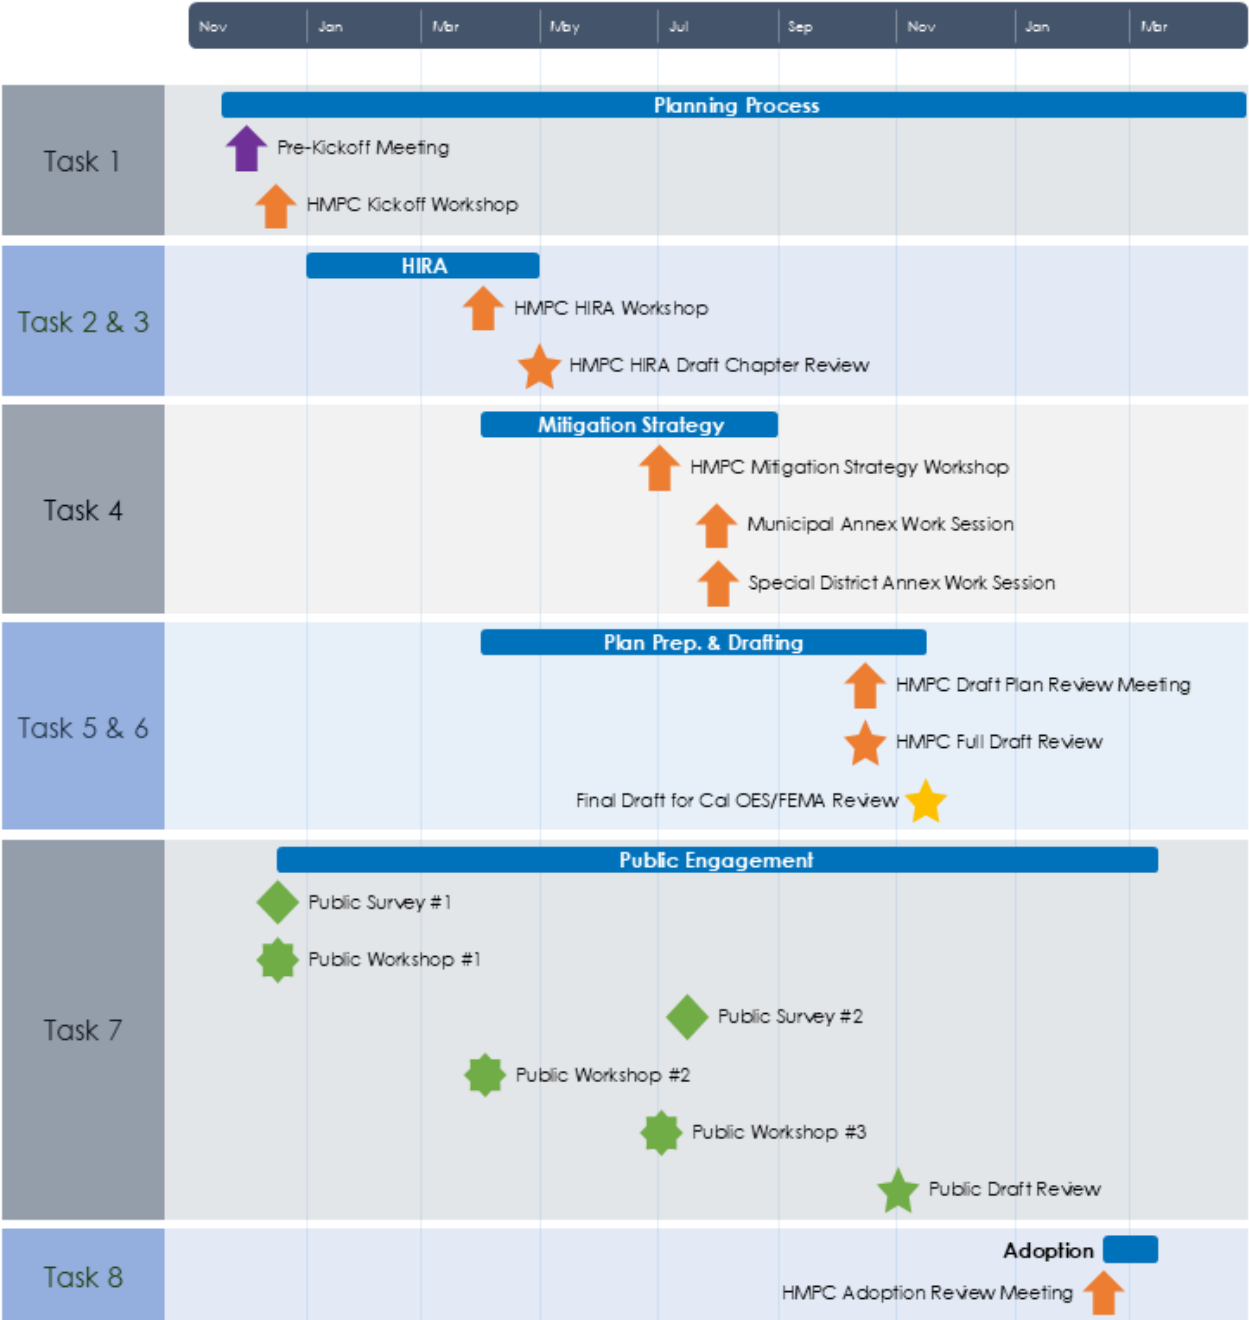 Nov Jan Mar May Jul Sep Nov Jan Mar
Task 1
Planning Process
Pre-Kickoff Meeting
HMPC Kickoff Workshop
Task 2 & 3
HIRA
HMPC HIRA Workshop
HMPC HIRA Draft Chapter Review
Task 4
Mitigation Strategy
HMPC Mitigation Strategy Workshop
Municipal Annex Work Session
Special District Annex Work Session
Task 5 & 6
Plan Prep. & Drafting
HMPC Draft Plan Review Meeting
HMPC Full Draft Review
Final Draft for Cal OES/FEMA Review
Task 7
Public Engagement
Public Survey #1
Public Workshop #1
Public Survey #2
Public Workshop #2
Public Workshop #3
Public Draft Review
Task 8
Adoption
HMPC Adoption Review Meeting